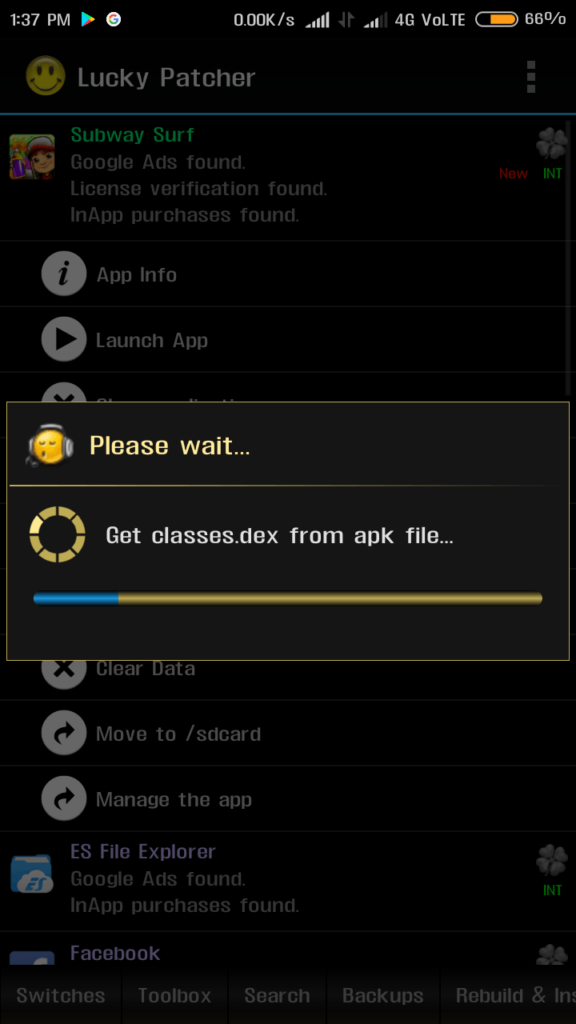 1:37 PM 0.00K/s 4G VoLTE 66%
Lucky Patcher
Subway Surf
Google Ads found.
License verification found.
InApp purchases found.
New INT
App Info
Launch App
Please wait...
Get classes.dex from apk file...
Clear Data
Move to /sdcard
Manage the app
ES File Explorer
Google Ads found.
InApp purchases found.
INT
Facebook
Switches Toolbox Search Backups Rebuild & Ins